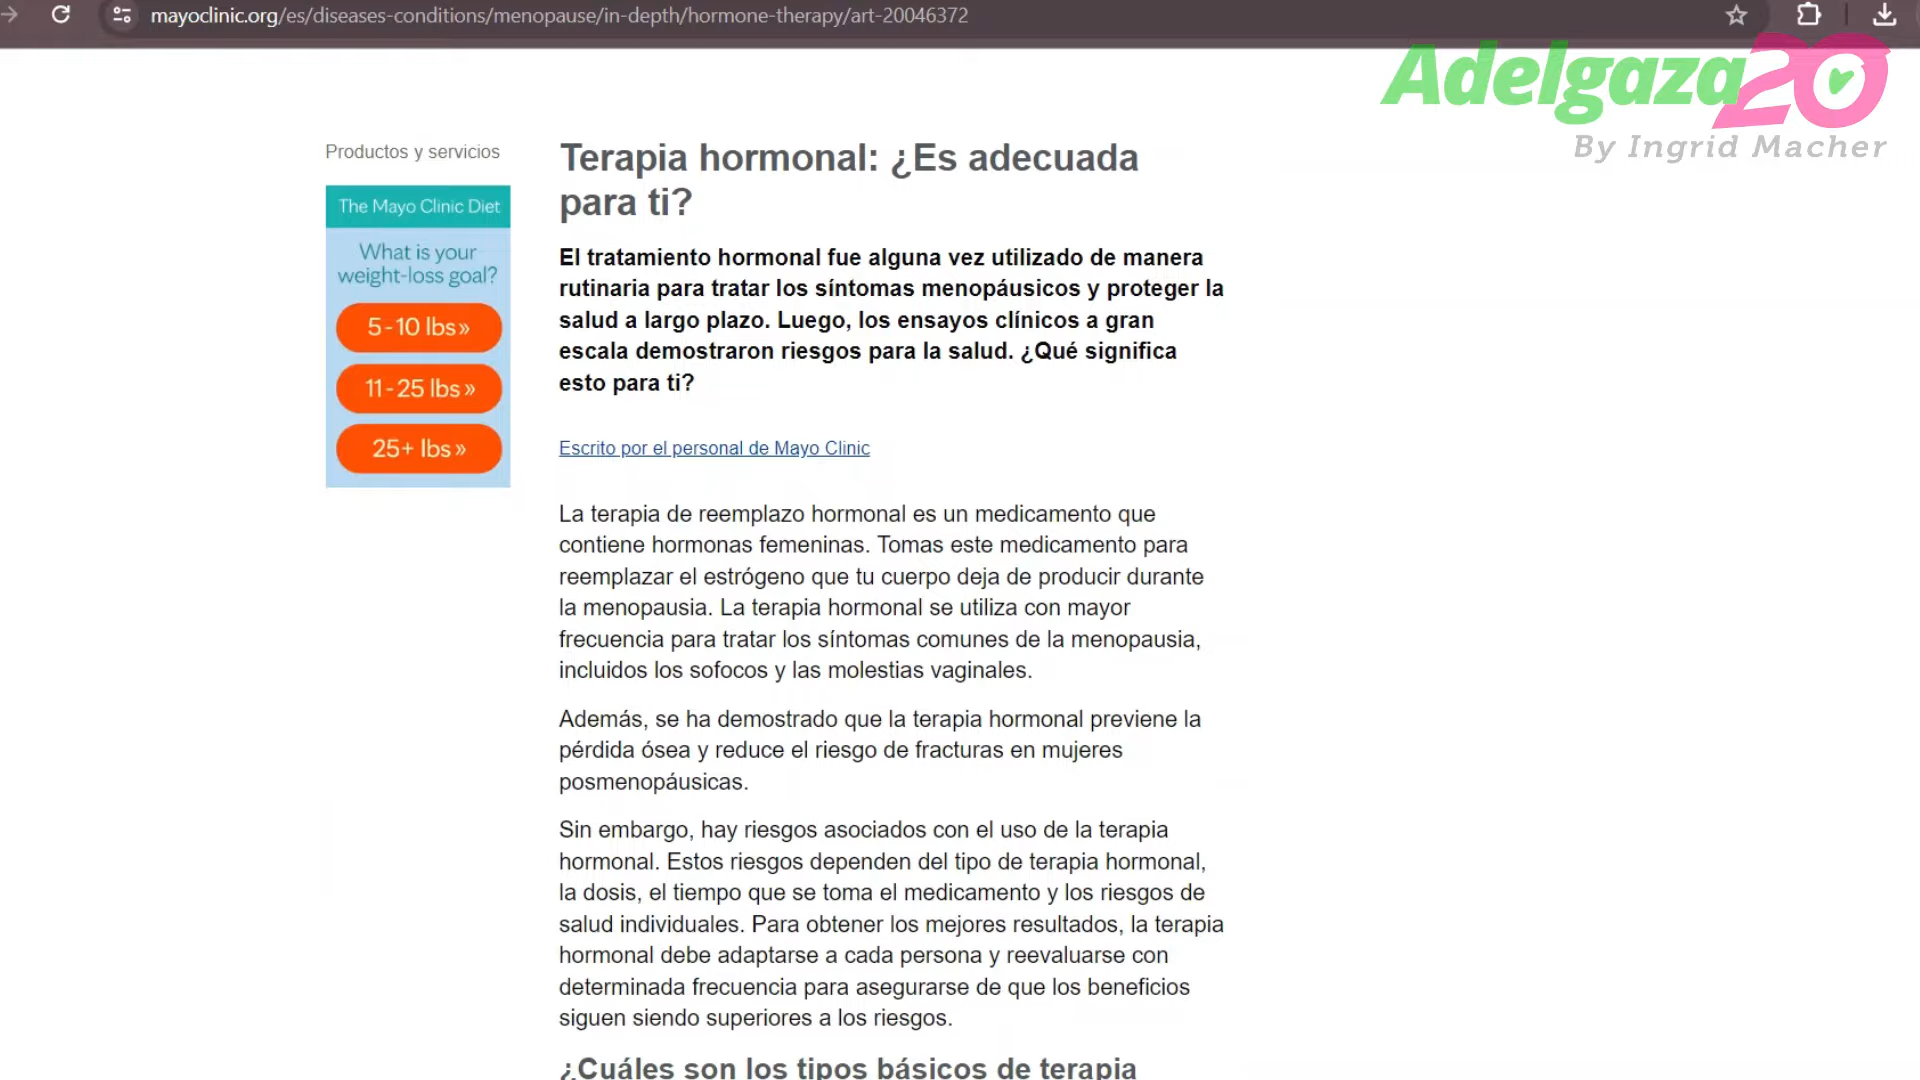 mayoclinic.org/es/diseases-conditions/menopause/in-depth/hormone-therapy/art-20046372
Adelgaza20
By Ingrid Macher
Productos y servicios
The Mayo Clinic Diet
What is your
weight-loss goal?
5-10 lbs»
11-25 lbs»
25+ lbs»
Terapia hormonal: ¿Es adecuada
para ti?
El tratamiento hormonal fue alguna vez utilizado de manera
rutinaria para tratar los síntomas menopáusicos y proteger la
salud a largo plazo. Luego, los ensayos clínicos a gran
escala demostraron riesgos para la salud. ¿Qué significa
esto para ti?
Escrito por el personal de Mayo Clinic
La terapia de reemplazo hormonal es un medicamento que
contiene hormonas femeninas. Tomas este medicamento para
reemplazar el estrógeno que tu cuerpo deja de producir durante
la menopausia. La terapia hormonal se utiliza con mayor
frecuencia para tratar los síntomas comunes de la menopausia,
incluidos los sofocos y las molestias vaginales.
Además, se ha demostrado que la terapia hormonal previene la
pérdida ósea y reduce el riesgo de fracturas en mujeres
posmenopáusicas.
Sin embargo, hay riesgos asociados con el uso de la terapia
hormonal. Estos riesgos dependen del tipo de terapia hormonal,
la dosis, el tiempo que se toma el medicamento y los riesgos de
salud individuales. Para obtener los mejores resultados, la terapia
hormonal debe adaptarse a cada persona y reevaluarse con
determinada frecuencia para asegurarse de que los beneficios
siguen siendo superiores a los riesgos.
¿Cuáles son los tipos básicos de terapia